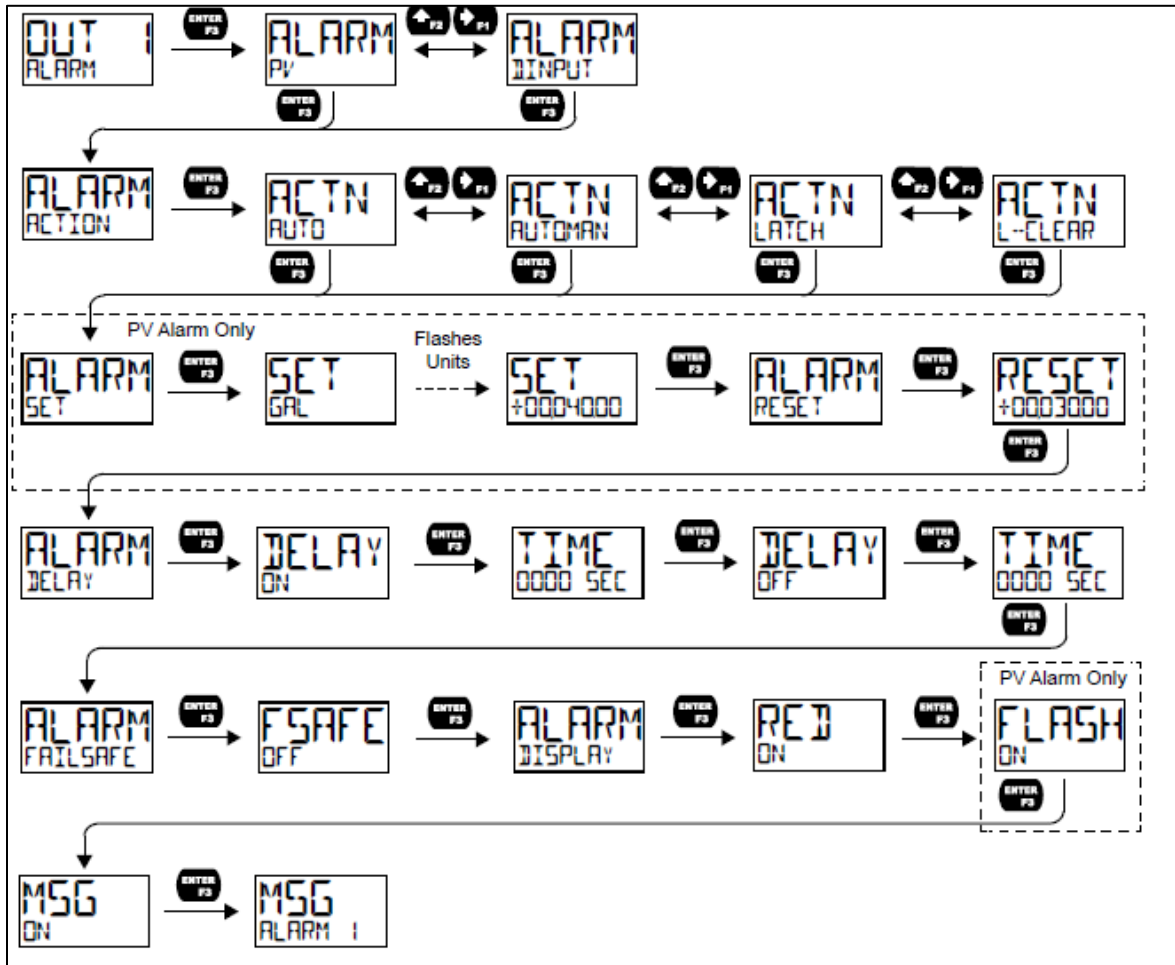 OUT 1
ALARM
ENTER
F3
ALARM
PV
F2
F1
ALARM
DINPUT
ENTER
F3
ENTER
F3
ALARM
ACTION
ENTER
F3
ACTN
AUTO
F2
F1
ACTN
AUTOMAN
F2
F1
ACTN
LATCH
F2
F1
ACTN
L-CLEAR
ENTER
F3
ENTER
F3
ENTER
F3
ENTER
F3
PV Alarm Only
ALARM
SET
ENTER
F3
SET
GAL
Flashes
Units
SET
+00,040.00
ENTER
F3
ALARM
RESET
ENTER
F3
RESET
+00,030.00
ENTER
F3
ALARM
DELAY
ENTER
F3
DELAY
ON
ENTER
F3
TIME
0000 SEC
ENTER
F3
DELAY
OFF
ENTER
F3
TIME
0000 SEC
ENTER
F3
ALARM
FAILSAFE
ENTER
F3
FSAFE
OFF
ENTER
F3
ALARM
DISPLAY
ENTER
F3
RED
ON
ENTER
F3
PV Alarm Only
FLASH
ON
ENTER
F3
MSG
ON
ENTER
F3
MSG
ALARM 1